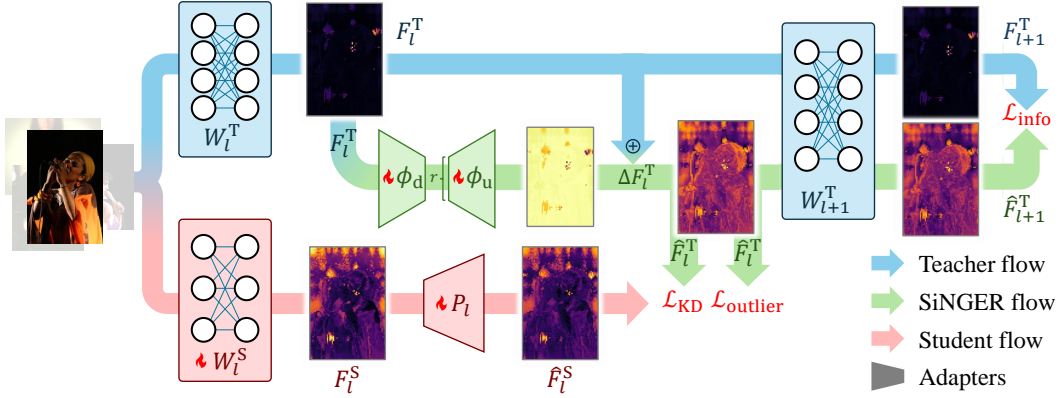 F_l^T
F_{l+1}^T
W_l^T
ℒ_info
F_l^T
ϕ_d
r
ϕ_u
⊕
ΔF_l^T
W_{l+1}^T
F̂_{l+1}^T
F̂_l^T
F̂_l^T
Teacher flow
ℒ_KD
ℒ_outlier
SiNGER flow
P_l
Student flow
W_l^S
F_l^S
F̂_l^S
Adapters